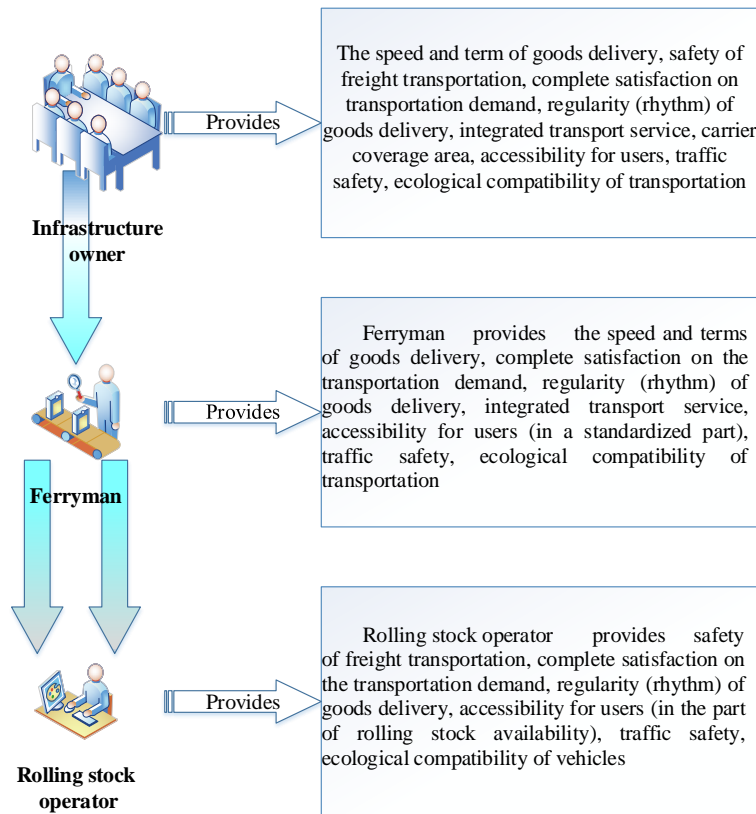 The speed and term of goods delivery, safety of
freight transportation, complete satisfaction on
transportation demand, regularity (rhythm) of
goods delivery, integrated transport service, carrier
coverage area, accessibility for users, traffic
safety, ecological compatibility of transportation
Provides
Infrastructure
owner
Ferryman provides the speed and terms
of goods delivery, complete satisfaction on the
transportation demand, regularity (rhythm) of
goods delivery, integrated transport service,
accessibility for users (in a standardized part),
traffic safety, ecological compatibility of
transportation
Provides
Ferryman
Rolling stock operator provides safety
of freight transportation, complete satisfaction on
the transportation demand, regularity (rhythm) of
goods delivery, accessibility for users (in the part
of rolling stock availability), traffic safety,
ecological compatibility of vehicles
Provides
Rolling stock
operator